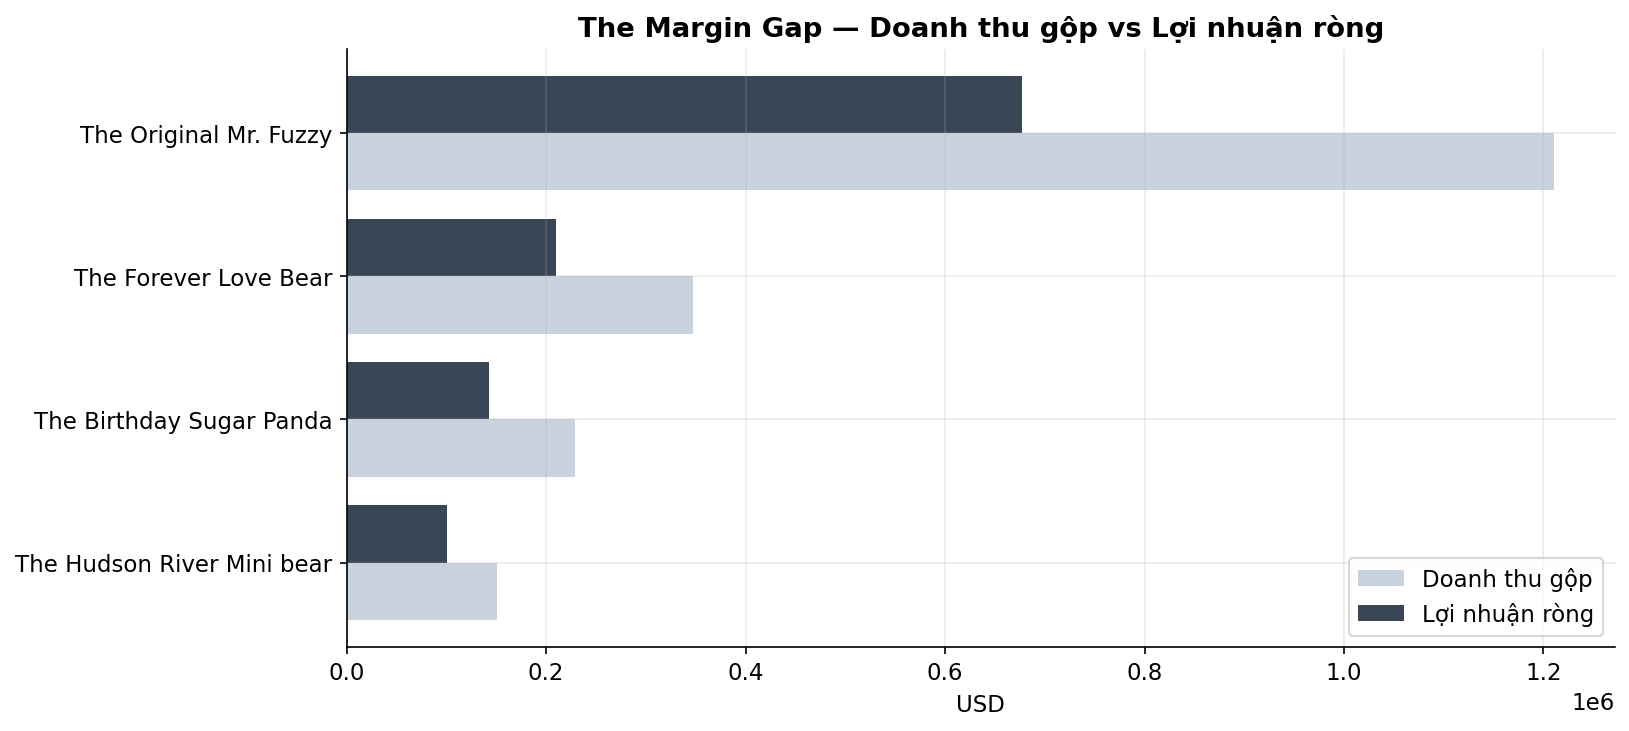 The Margin Gap — Doanh thu gộp vs Lợi nhuận ròng
The Original Mr. Fuzzy
The Forever Love Bear
The Birthday Sugar Panda
The Hudson River Mini bear
Doanh thu gộp
Lợi nhuận ròng
0.0 0.2 0.4 0.6 0.8 1.0 1.2
1e6
USD